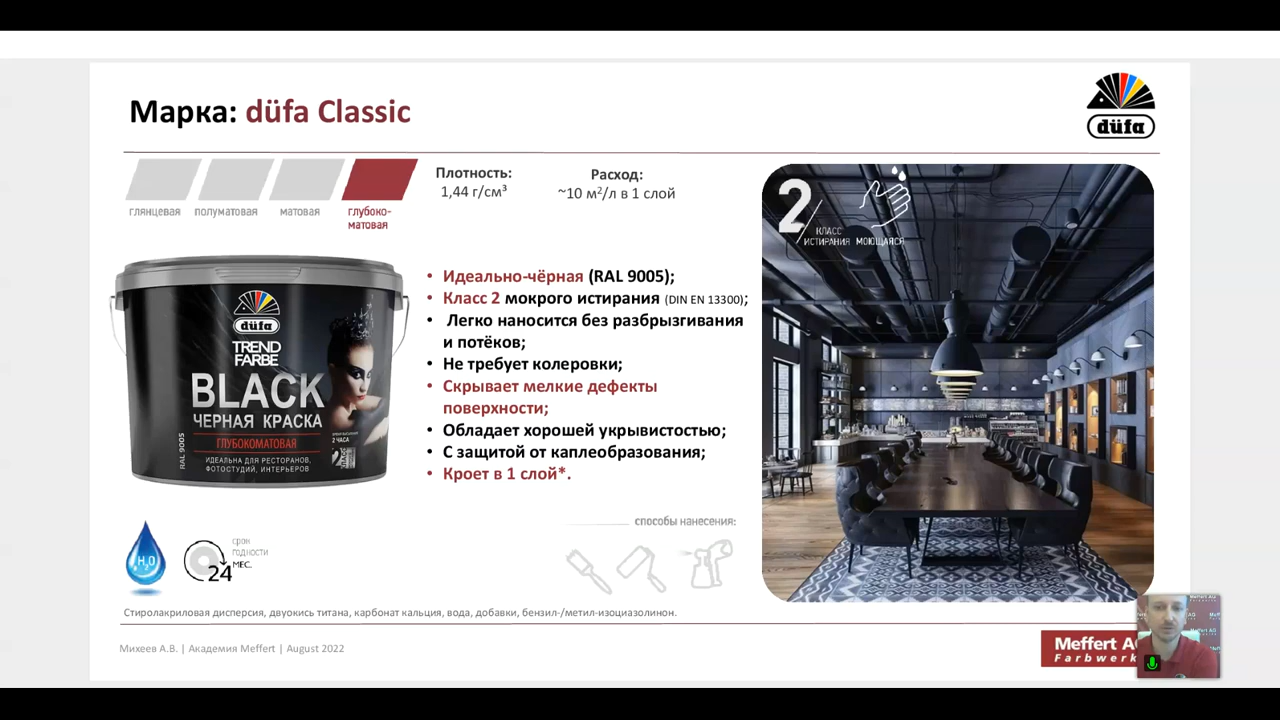 Марка: düfa Classic
düfa
глянцевая
полуматовая
матовая
глубоко-
матовая
Плотность:
1,44 г/см³
Расход:
~10 м²/л в 1 слой
düfa
TREND
FARBE
BLACK
ЧЕРНАЯ КРАСКА
ГЛУБОКОМАТОВАЯ
ИДЕАЛЬНА ДЛЯ РЕСТОРАНОВ,
ФОТОСТУДИЙ, ИНТЕРЬЕРОВ
RAL 9005
2 ЧАСА
• Идеально-чёрная (RAL 9005);
• Класс 2 мокрого истирания (DIN EN 13300);
• Легко наносится без разбрызгивания
и потёков;
• Не требует колеровки;
• Скрывает мелкие дефекты
поверхности;
• Обладает хорошей укрывистостью;
• С защитой от каплеобразования;
• Кроет в 1 слой*.
2
КЛАСС
ИСТИРАНИЯ
МОЮЩАЯСЯ
H₂O
24
срок
годности
МЕС.
способы нанесения:
Стиролакриловая дисперсия, двуокись титана, карбонат кальция, вода, добавки, бензил-/метил-изоциазолинон.
Михеев А.В. | Академия Meffert | August 2022
Meffert A
Farbwerk